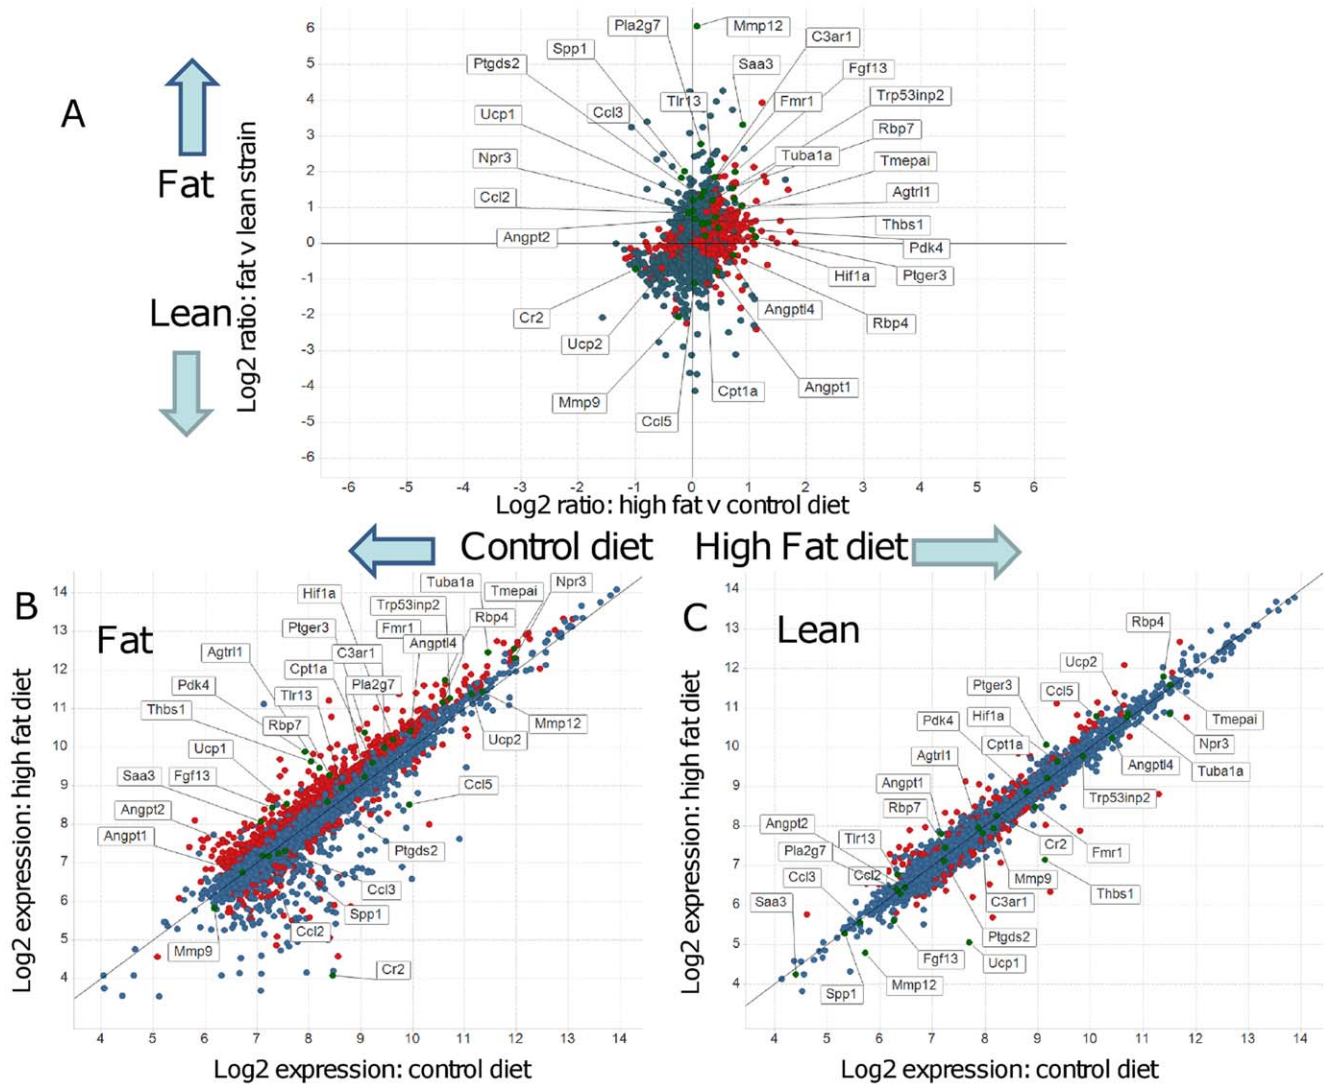 A
Fat
Lean
Log2 ratio: fat v lean strain
6
5
4
3
2
1
0
-1
-2
-3
-4
-5
-6
Pla2g7
Mmp12
C3ar1
Spp1
Saa3
Fgf13
Ptgds2
Tlr13
Fmr1
Trp53inp2
Ucp1
Ccl3
Rbp7
Npr3
Tuba1a
Tmepai
Ccl2
Agtrl1
Angpt2
Thbs1
Pdk4
Hif1a
Ptger3
Cr2
Angptl4
Ucp2
Rbp4
Mmp9
Cpt1a
Angpt1
Ccl5
-6 -5 -4 -3 -2 -1 0 1 2 3 4 5 6
Log2 ratio: high fat v control diet
Control diet High Fat diet
B
Fat
Log2 expression: high fat diet
14
13
12
11
10
9
8
7
6
5
4
Tuba1a
Npr3
Hif1a
Tmepai
Trp53inp2
Rbp4
Ptger3
Fmr1
Angptl4
Agtrl1
C3ar1
Cpt1a
Pdk4
Pla2g7
Tlr13
Thbs1
Rbp7
Mmp12
Ucp1
Ucp2
Saa3
Fgf13
Ccl5
Angpt2
Angpt1
Ptgds2
Ccl3
Spp1
Ccl2
Mmp9
Cr2
4 5 6 7 8 9 10 11 12 13 14
Log2 expression: control diet
C
Lean
Log2 expression: high fat diet
14
13
12
11
10
9
8
7
6
5
4
Rbp4
Ucp2
Ptger3
Ccl5
Hif1a
Tmepai
Pdk4
Cpt1a
Npr3
Agtrl1
Angptl4
Tuba1a
Angpt1
Trp53inp2
Rbp7
Angpt2
Tlr13
Cr2
Pla2g7
Fmr1
Ccl3
Ccl2
Mmp9
Thbs1
Saa3
C3ar1
Ptgds2
Fgf13
Ucp1
Mmp12
Spp1
4 5 6 7 8 9 10 11 12 13 14
Log2 expression: control diet